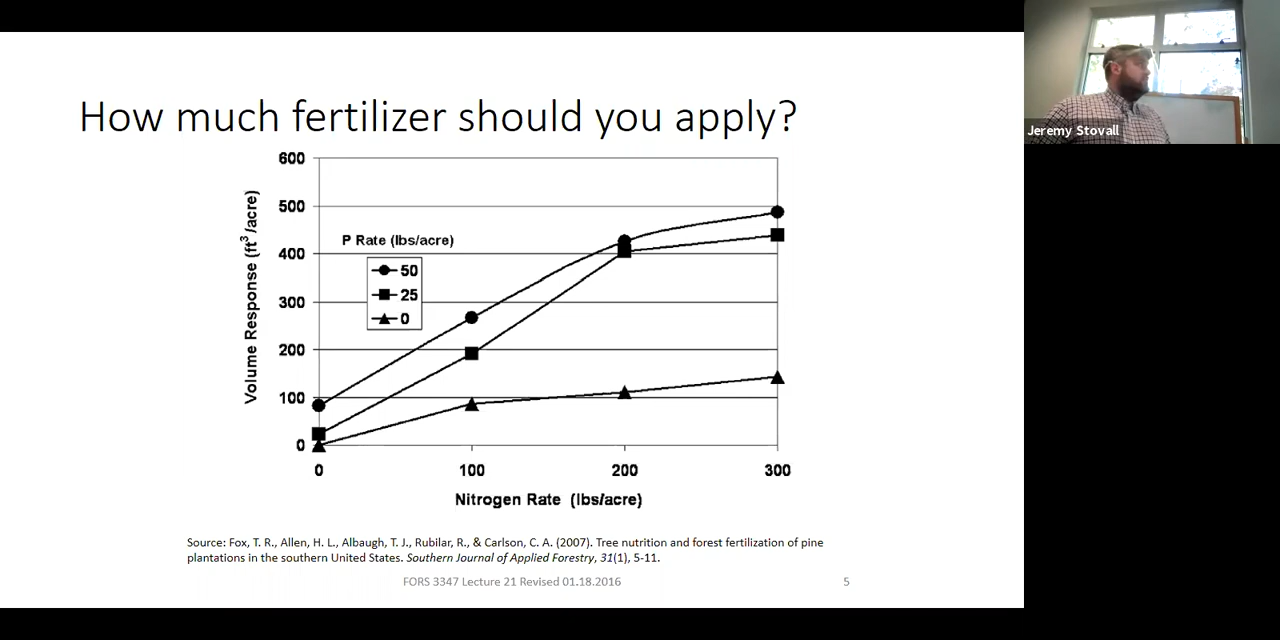 How much fertilizer should you apply?
600
500
400
300
200
100
0
Volume Response (ft³/acre)
P Rate (lbs/acre)
50
25
0
0 100 200 300
Nitrogen Rate (lbs/acre)
Source: Fox, T. R., Allen, H. L., Albaugh, T. J., Rubilar, R., & Carlson, C. A. (2007). Tree nutrition and forest fertilization of pine
plantations in the southern United States. Southern Journal of Applied Forestry, 31(1), 5-11.
FORS 3347 Lecture 21 Revised 01.18.2016 5
Jeremy Stovall